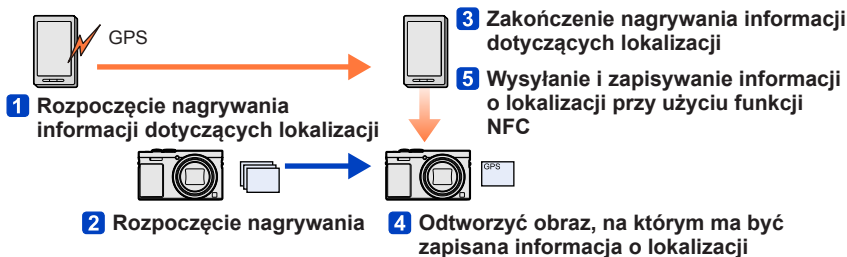 GPS
1 Rozpoczęcie nagrywania
informacji dotyczących lokalizacji
2 Rozpoczęcie nagrywania
3 Zakończenie nagrywania informacji
dotyczących lokalizacji
5 Wysyłanie i zapisywanie informacji
o lokalizacji przy użyciu funkcji
NFC
GPS
4 Odtworzyć obraz, na którym ma być
zapisana informacja o lokalizacji